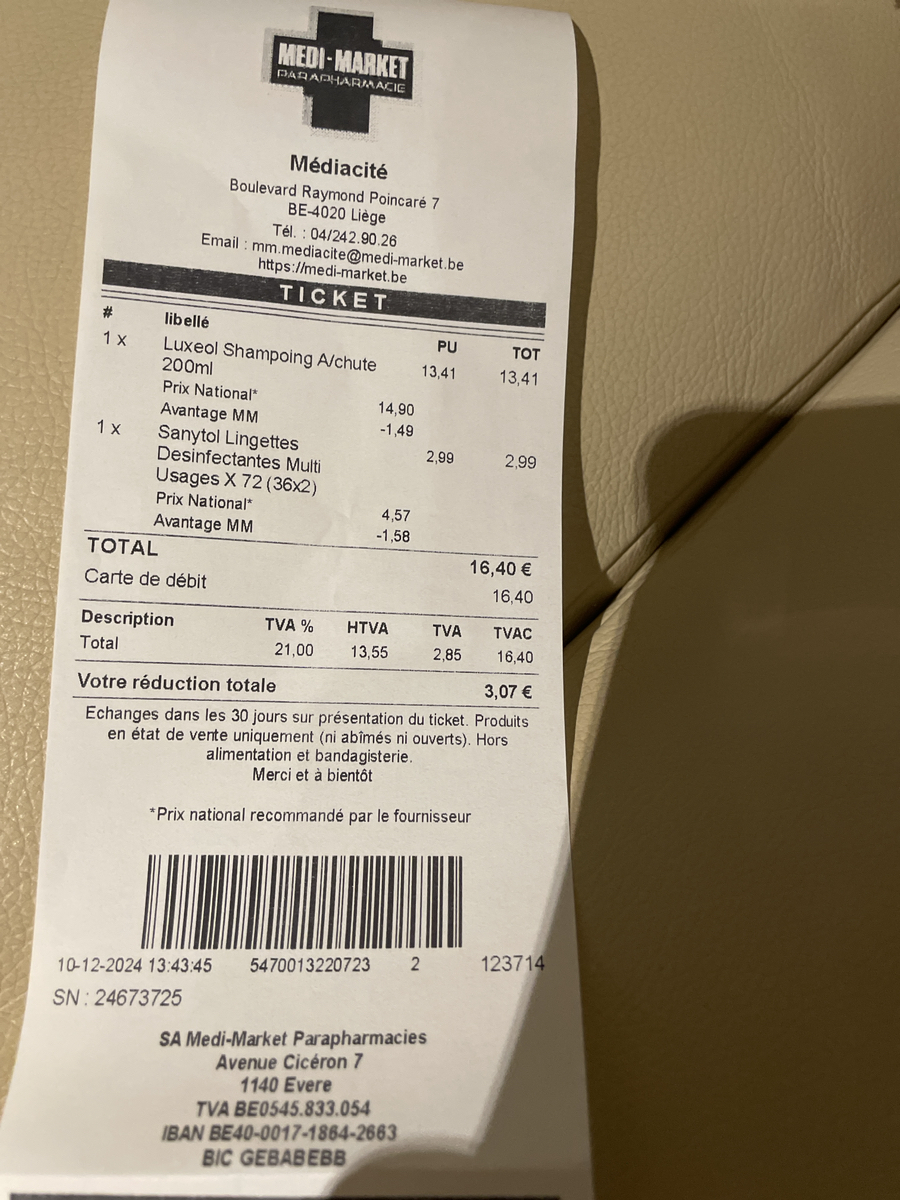 MEDI-MARKET
PARAPHARMACIE
Médiacité
Boulevard Raymond Poincaré 7
BE-4020 Liège
Tél. : 04/242.90.26
Email : mm.mediacite@medi-market.be
https://medi-market.be
TICKET
# libellé PU TOT
1 x Luxeol Shampoing A/chute 13,41 13,41
200ml
Prix National* 14,90
Avantage MM -1,49
1 x Sanytol Lingettes 2,99 2,99
Desinfectantes Multi
Usages X 72 (36x2)
Prix National* 4,57
Avantage MM -1,58
TOTAL 16,40 €
Carte de débit 16,40
Description TVA % HTVA TVA TVAC
Total 21,00 13,55 2,85 16,40
Votre réduction totale 3,07 €
Echanges dans les 30 jours sur présentation du ticket. Produits
en état de vente uniquement (ni abîmés ni ouverts). Hors
alimentation et bandagisterie.
Merci et à bientôt
*Prix national recommandé par le fournisseur
10-12-2024 13:43:45 5470013220723 2 123714
SN : 24673725
SA Medi-Market Parapharmacies
Avenue Cicéron 7
1140 Evere
TVA BE0545.833.054
IBAN BE40-0017-1864-2663
BIC GEBABEBB